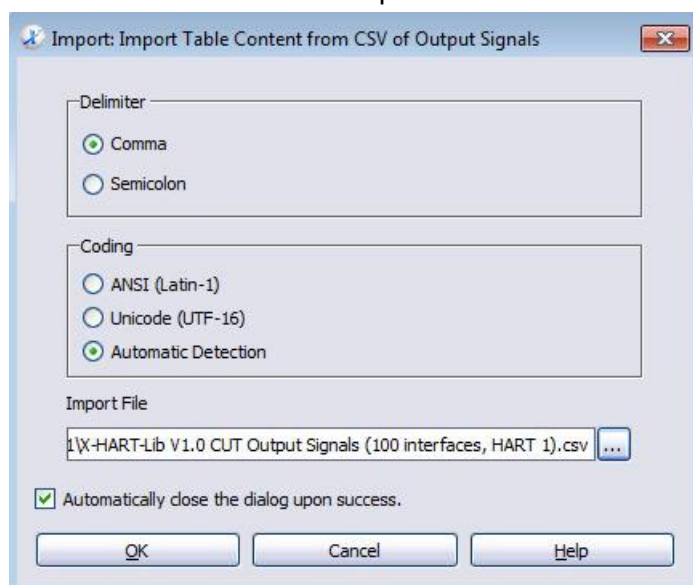 Import: Import Table Content from CSV of Output Signals
Delimiter
Comma
Semicolon
Coding
ANSI (Latin-1)
Unicode (UTF-16)
Automatic Detection
Import File
1\X-HART-Lib V1.0 CUT Output Signals (100 interfaces, HART 1).csv ...
Automatically close the dialog upon success.
OK Cancel Help